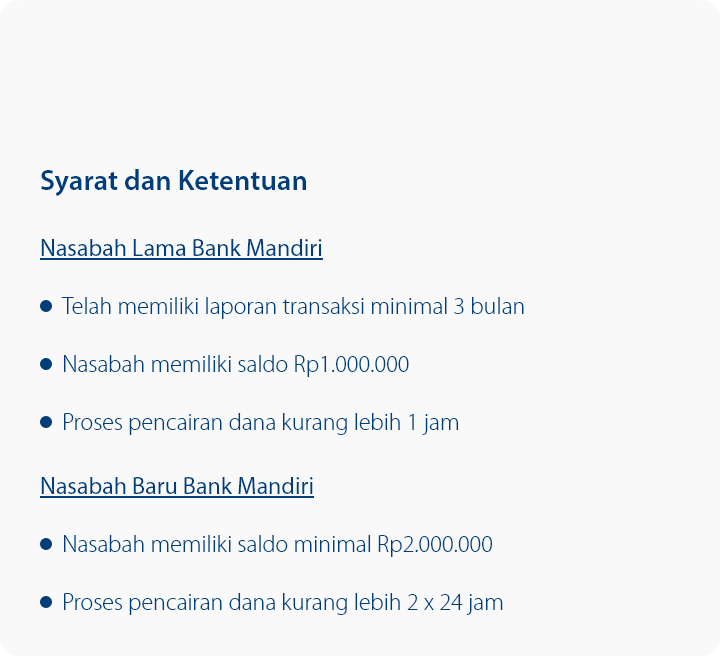 Syarat dan Ketentuan
Nasabah Lama Bank Mandiri
● Telah memiliki laporan transaksi minimal 3 bulan
● Nasabah memiliki saldo Rp1.000.000
● Proses pencairan dana kurang lebih 1 jam
Nasabah Baru Bank Mandiri
● Nasabah memiliki saldo minimal Rp2.000.000
● Proses pencairan dana kurang lebih 2 x 24 jam